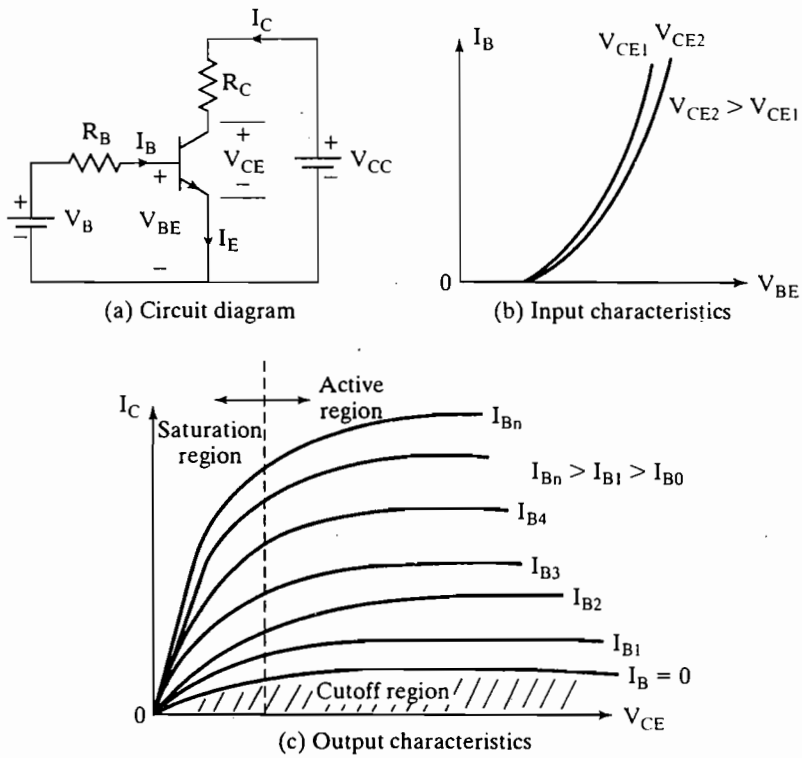 I_C
R_C
R_B
I_B
+
+
V_CE
−
+
−
V_CC
+
−
V_B
V_BE
−
I_E
(a) Circuit diagram
I_B
V_CE1
V_CE2
V_CE2 > V_CE1
0
V_BE
(b) Input characteristics
I_C
Saturation
region
Active
region
I_Bn
I_Bn > I_B1 > I_B0
I_B4
I_B3
I_B2
I_B1
I_B = 0
Cutoff region
0
V_CE
(c) Output characteristics